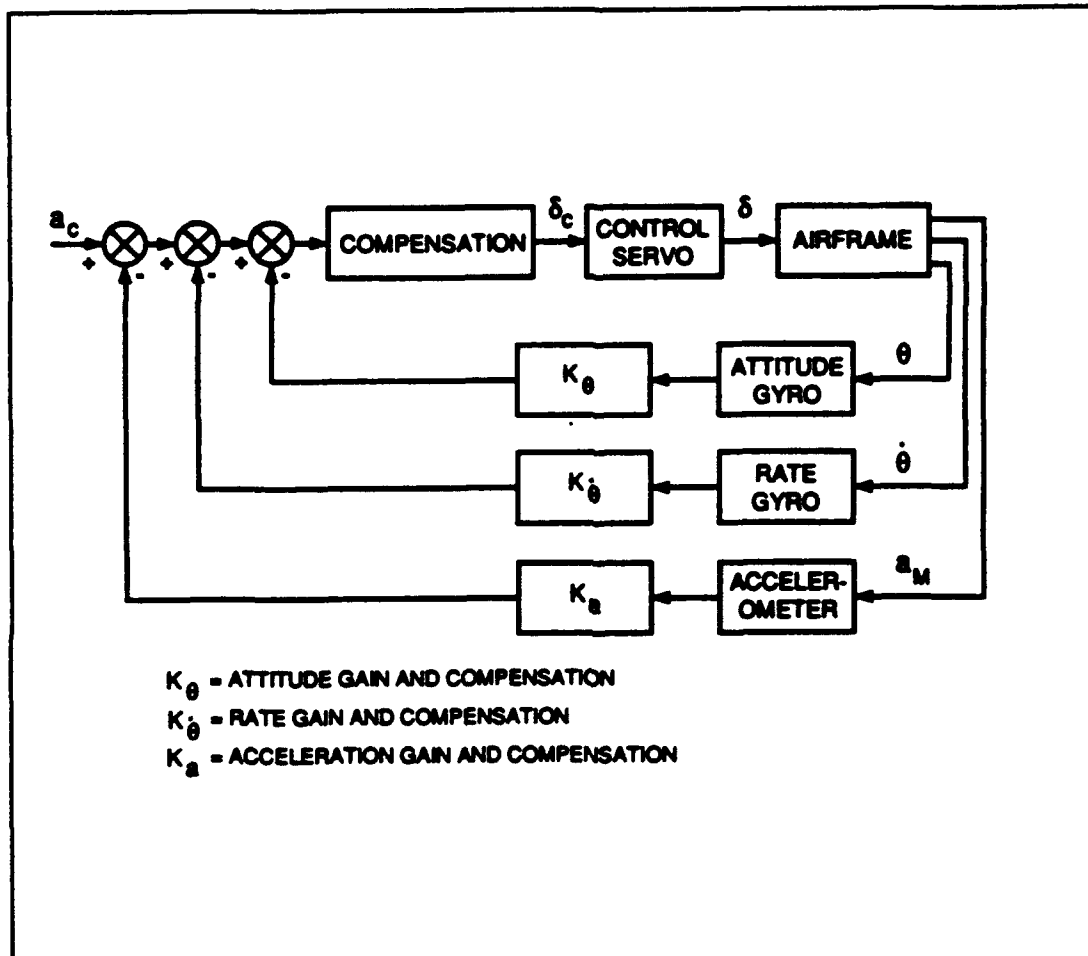 a_c
+ - + - + -
COMPENSATION
δ_c
CONTROL
SERVO
δ
AIRFRAME
K_θ
ATTITUDE
GYRO
θ
K_θ̇
RATE
GYRO
θ̇
K_a
ACCELER-
OMETER
a_M
K_θ = ATTITUDE GAIN AND COMPENSATION
K_θ̇ = RATE GAIN AND COMPENSATION
K_a = ACCELERATION GAIN AND COMPENSATION